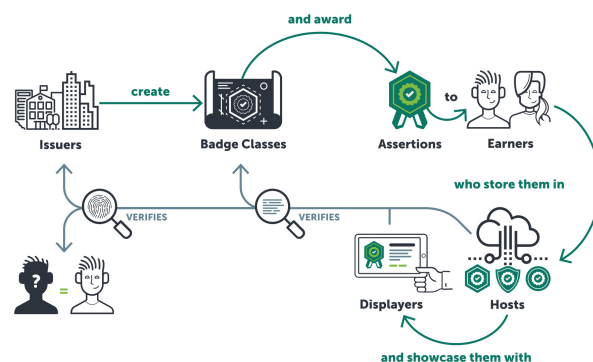 and award
create
to
Issuers
Badge Classes
Assertions
Earners
who store them in
VERIFIES
VERIFIES
?
=
Displayers
Hosts
and showcase them with